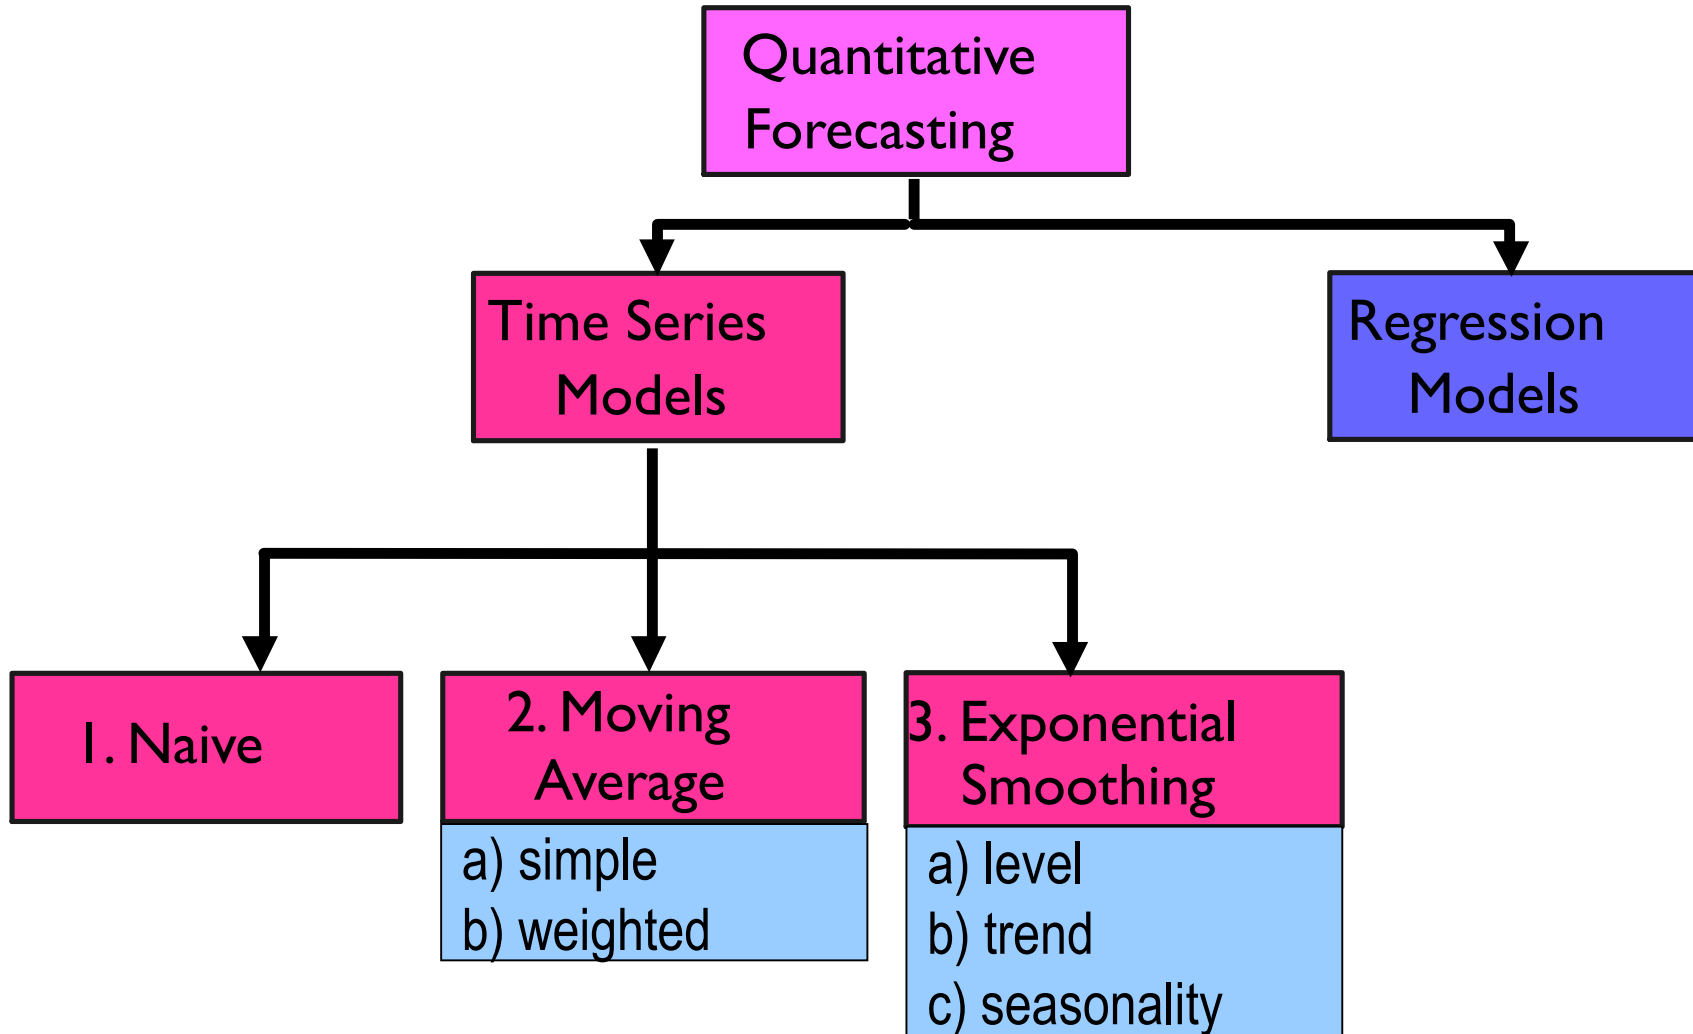 Quantitative
Forecasting
Time Series
Models
Regression
Models
1. Naive
2. Moving
Average
a) simple
b) weighted
3. Exponential
Smoothing
a) level
b) trend
c) seasonality